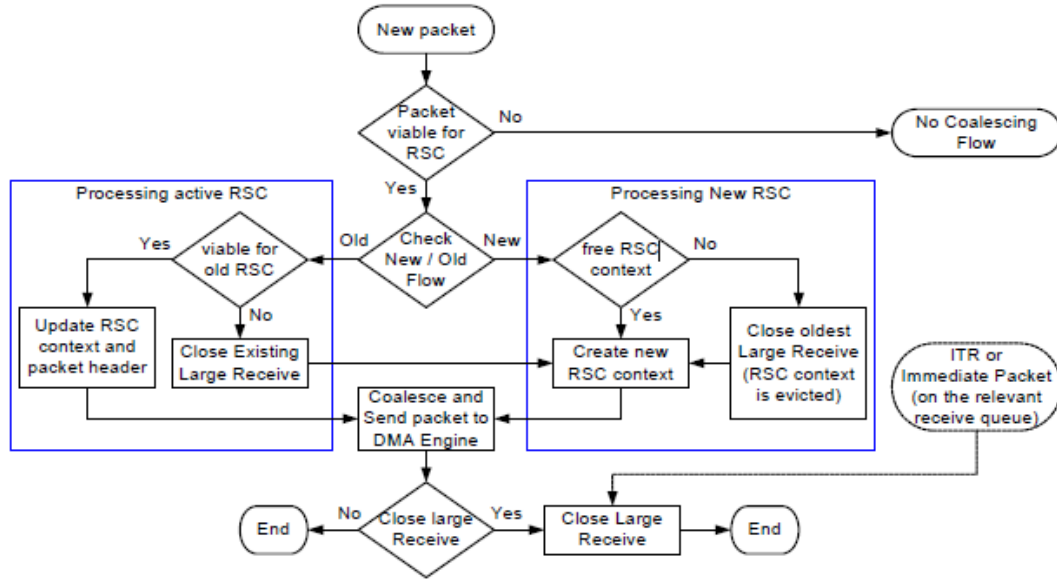 New packet
Packet
viable for
RSC
No
No Coalescing
Flow
Yes
Processing active RSC
Processing New RSC
Yes
viable for
old RSC
Old
Check
New / Old
Flow
New
free RSC
context
No
No
Yes
Update RSC
context and
packet header
Close Existing
Large Receive
Create new
RSC context
Close oldest
Large Receive
(RSC context
is evicted)
ITR or
Immediate Packet
(on the relevant
receive queue)
Coalesce and
Send packet to
DMA Engine
End
No
Close large
Receive
Yes
Close Large
Receive
End